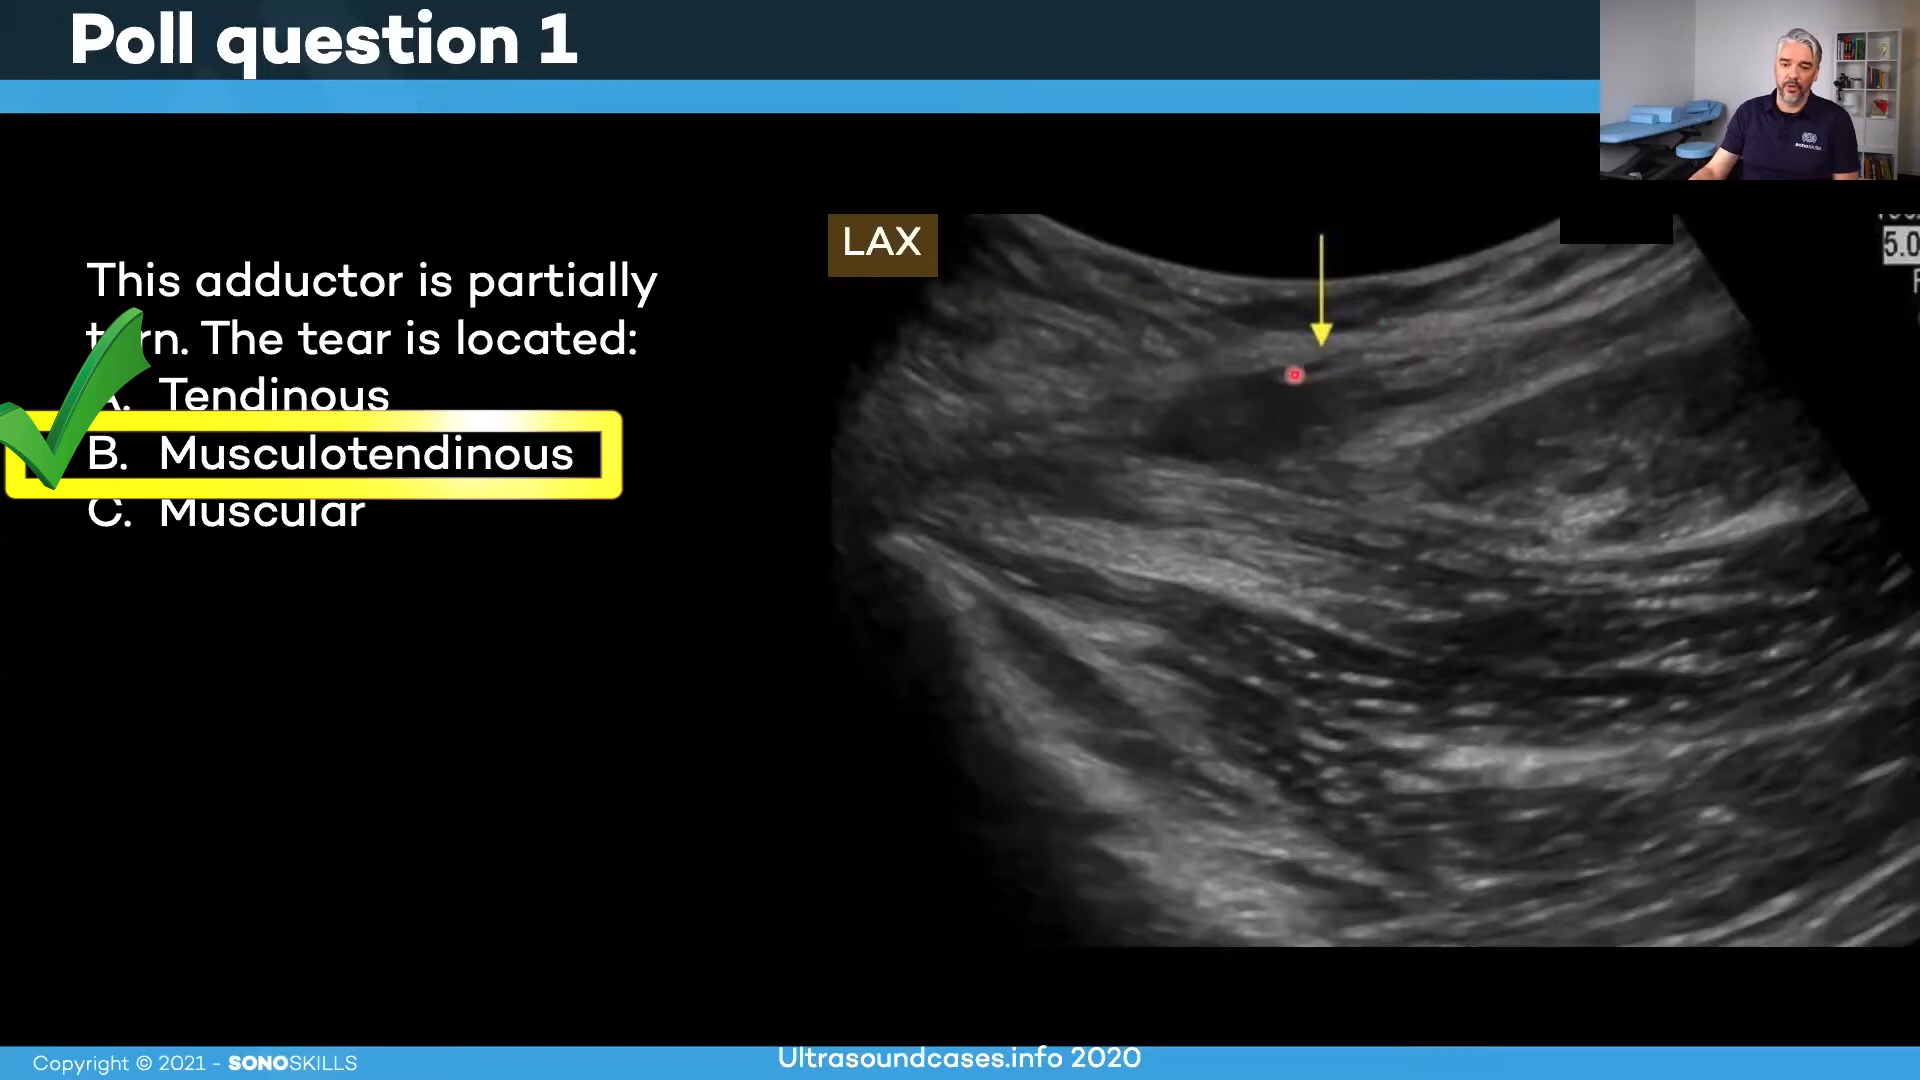 Poll question 1
This adductor is partially
torn. The tear is located:
A. Tendinous
B. Musculotendinous
C. Muscular
LAX
5.0
Copyright © 2021 - SONOSKILLS
Ultrasoundcases.info 2020